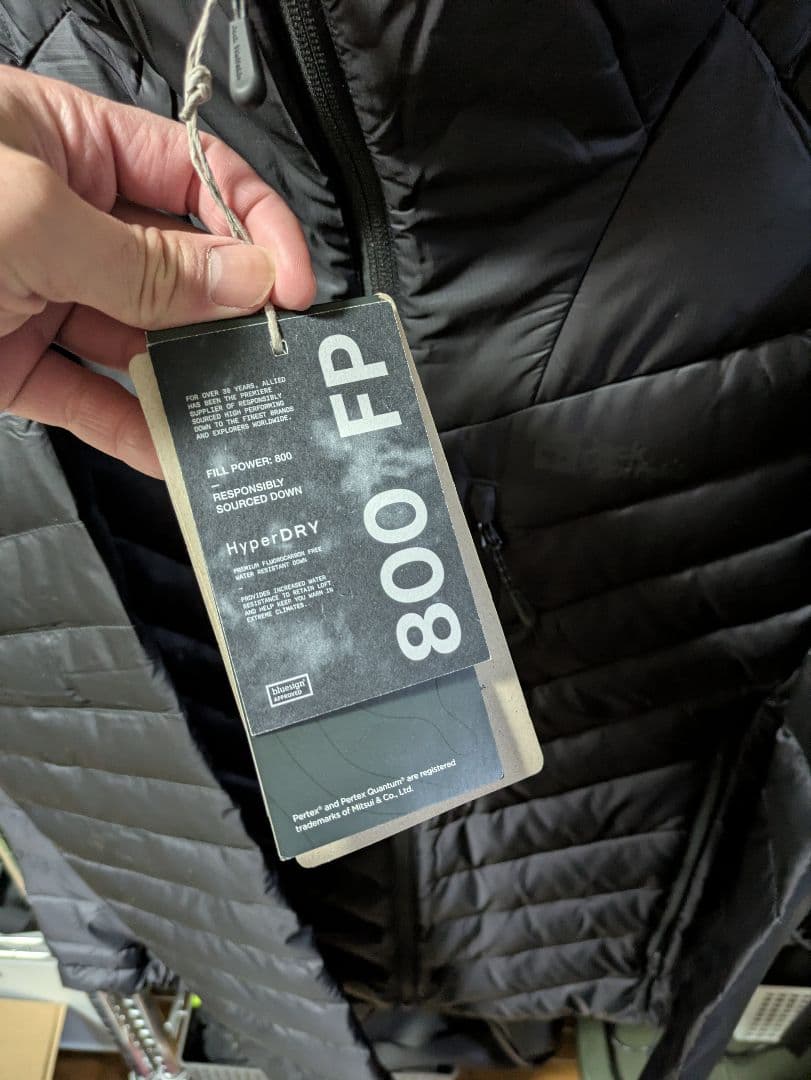 Jack Wolfskin
FOR OVER 30 YEARS, ALLIED
HAS BEEN THE PREMIERE
SUPPLIER OF RESPONSIBLY
SOURCED HIGH PERFORMING
DOWN TO THE FINEST BRANDS
AND EXPLORERS WORLDWIDE.
FILL POWER: 800
—
RESPONSIBLY
SOURCED DOWN
HyperDRY
PREMIUM FLUOROCARBON FREE
WATER RESISTANT DOWN
PROVIDES INCREASED WATER
RESISTANCE TO RETAIN LOFT
AND HELP KEEP YOU WARM IN
EXTREME CLIMATES.
bluesign®
APPROVED
800 FP
Pertex® and Pertex Quantum® are registered
trademarks of Mitsui & Co., Ltd.